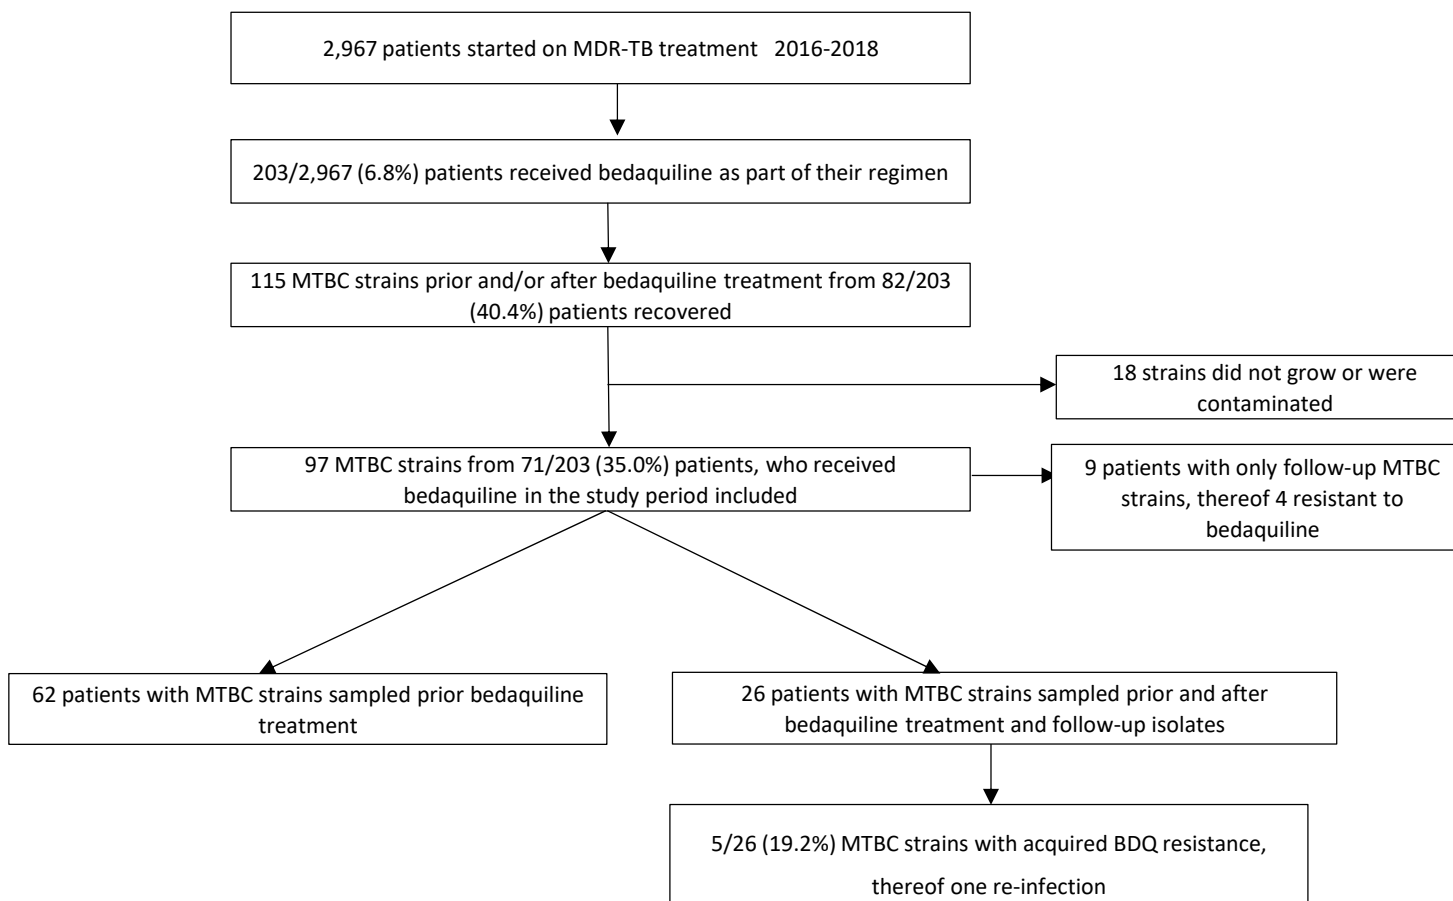 2,967 patients started on MDR-TB treatment 2016-2018
203/2,967 (6.8%) patients received bedaquiline as part of their regimen
115 MTBC strains prior and/or after bedaquiline treatment from 82/203
(40.4%) patients recovered
18 strains did not grow or were
contaminated
97 MTBC strains from 71/203 (35.0%) patients, who received
bedaquiline in the study period included
9 patients with only follow-up MTBC
strains, thereof 4 resistant to
bedaquiline
62 patients with MTBC strains sampled prior bedaquiline
treatment
26 patients with MTBC strains sampled prior and after
bedaquiline treatment and follow-up isolates
5/26 (19.2%) MTBC strains with acquired BDQ resistance,
thereof one re-infection